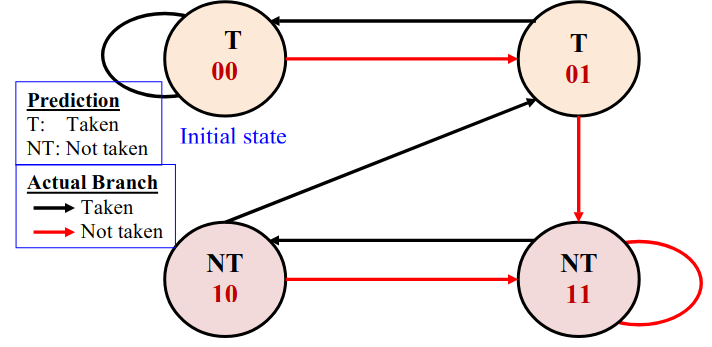 T
00
T
01
Prediction
T: Taken
NT: Not taken
Initial state
Actual Branch
Taken
Not taken
NT
10
NT
11